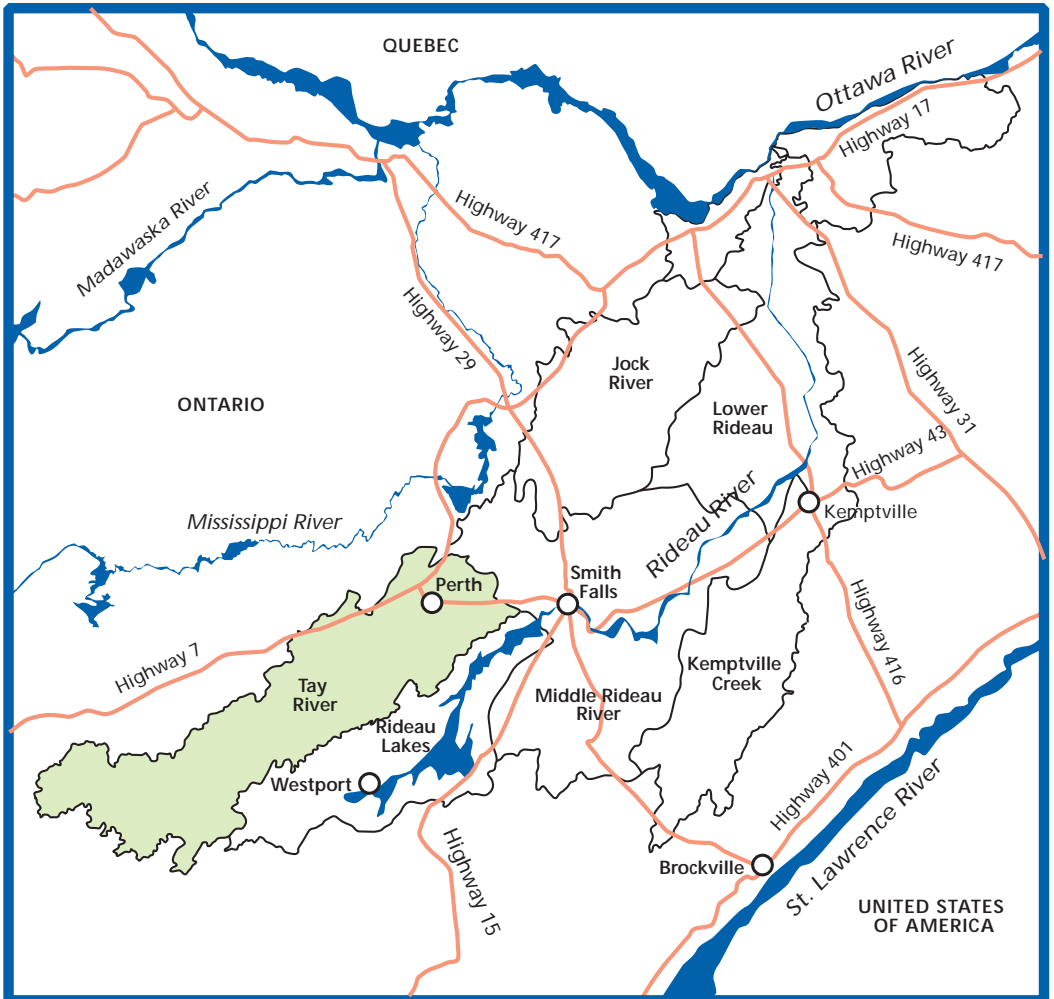 QUEBEC
Ottawa River
Highway 17
Madawaska River
Highway 417
Highway 417
Highway 29
Jock
River
Highway 31
ONTARIO
Lower
Rideau
Highway 43
Rideau River
Mississippi River
Kemptville
Smith
Falls
Perth
Highway 7
Highway 416
Tay
River
Kemptville
Creek
Middle Rideau
River
Rideau
Lakes
Westport
Highway 401
Highway 15
Brockville
St. Lawrence River
UNITED STATES
OF AMERICA